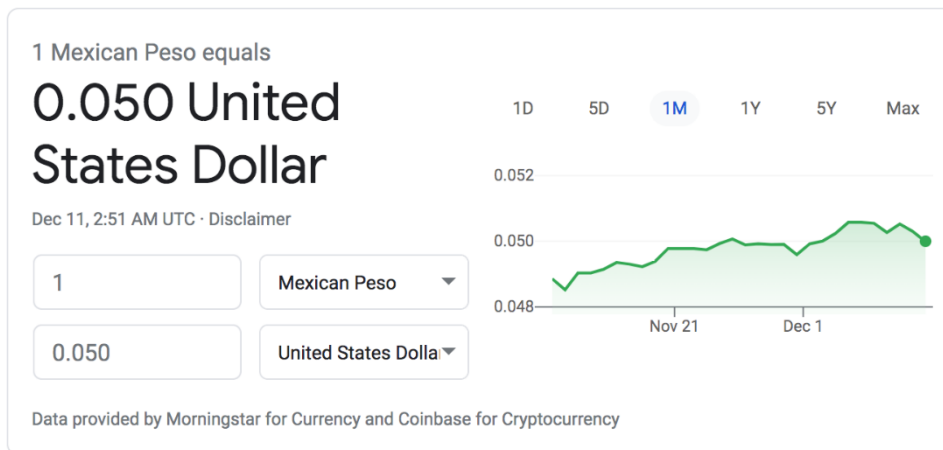 1 Mexican Peso equals
0.050 United
States Dollar
Dec 11, 2:51 AM UTC · Disclaimer
1
Mexican Peso
0.050
United States Dolla
1D 5D 1M 1Y 5Y Max
0.052
0.050
0.048
Nov 21 Dec 1
Data provided by Morningstar for Currency and Coinbase for Cryptocurrency